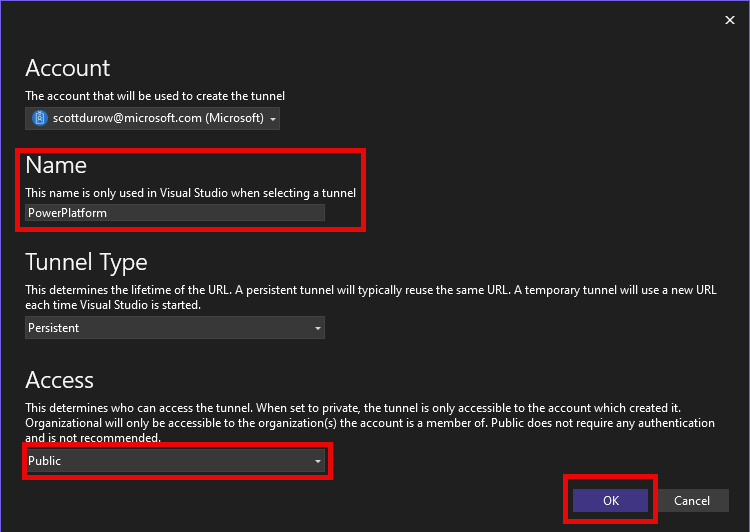 Account
The account that will be used to create the tunnel
scottdurow@microsoft.com (Microsoft)
Name
This name is only used in Visual Studio when selecting a tunnel
PowerPlatform
Tunnel Type
This determines the lifetime of the URL. A persistent tunnel will typically reuse the same URL. A temporary tunnel will use a new URL
each time Visual Studio is started.
Persistent
Access
This determines who can access the tunnel. When set to private, the tunnel is only accessible to the account which created it.
Organizational will only be accessible to the organization(s) the account is a member of. Public does not require any authentication
and is not recommended.
Public
OK
Cancel